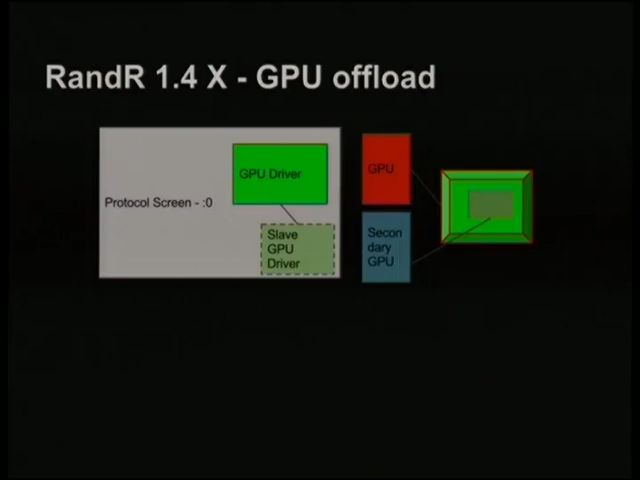 RandR 1.4 X - GPU offload
GPU Driver
Protocol Screen - :0
Slave
GPU
Driver
GPU
Secon
dary
GPU